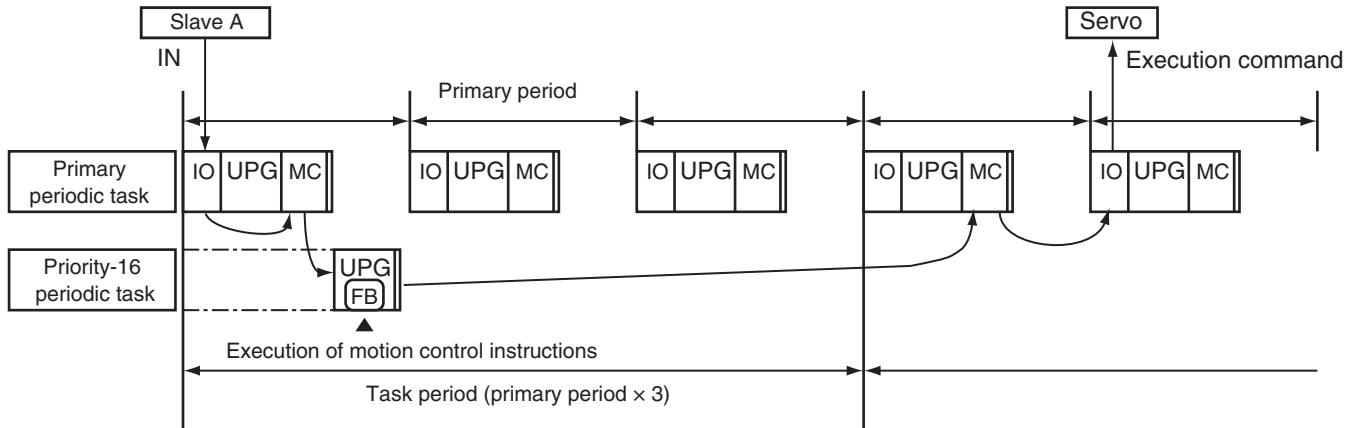 Slave A
Servo
IN
Execution command
Primary period
Primary
periodic task
IO UPG MC
IO UPG MC
IO UPG MC
IO UPG MC
IO UPG MC
Priority-16
periodic task
UPG
FB
Execution of motion control instructions
Task period (primary period × 3)